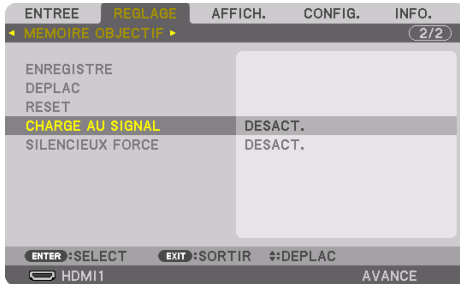 ENTREE REGLAGE AFFICH. CONFIG. INFO.
MEMOIRE OBJECTIF 2/2
ENREGISTRE
DEPLAC
RESET
CHARGE AU SIGNAL DESACT.
SILENCIEUX FORCE DESACT.
ENTER :SELECT EXIT :SORTIR :DEPLAC
HDMI1 AVANCE